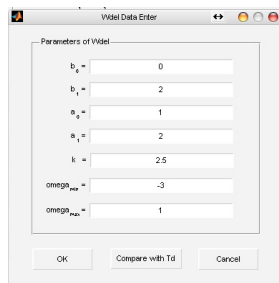 Wdel Data Enter
Parameters of Wdel
b0 = 0
b1 = 2
a0 = 1
a1 = 2
k = 2.5
omegamin = -3
omegamax = 1
OK Compare with Td Cancel